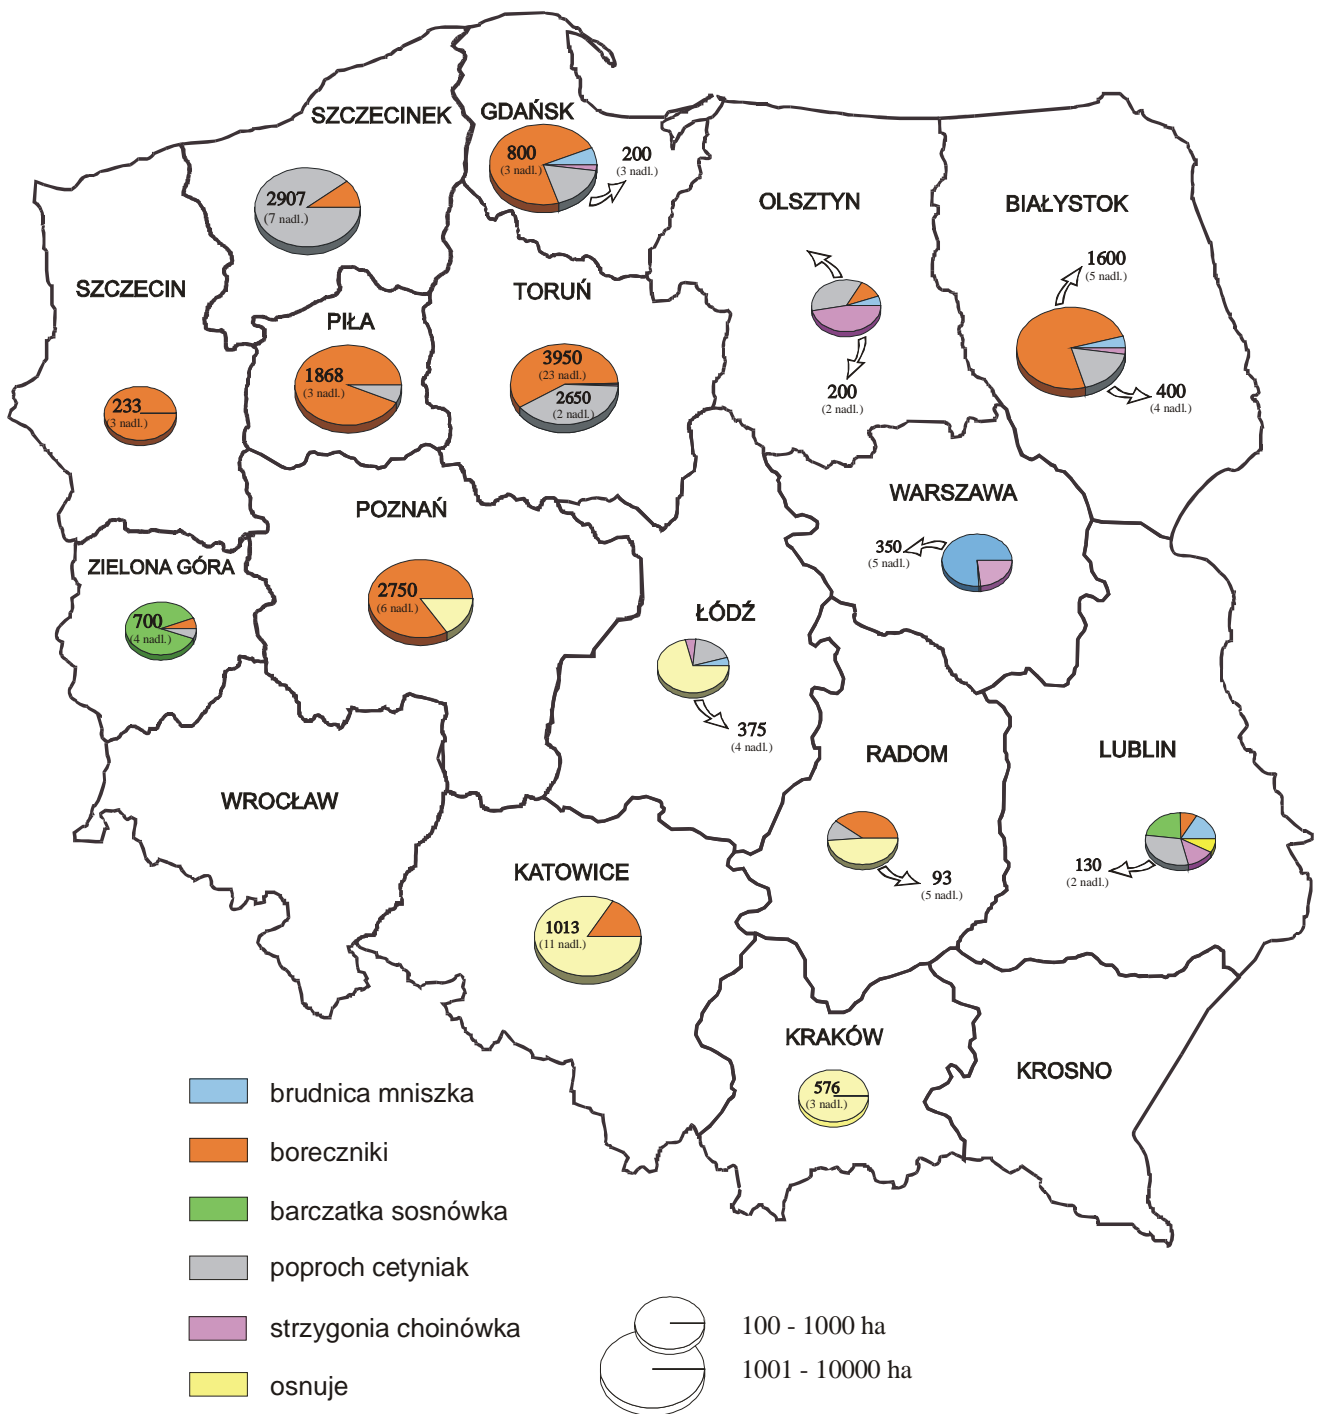 SZCZECINEK
GDAŃSK
800
(3 nadl.)
200
(3 nadl.)
2907
(7 nadl.)
OLSZTYN
BIAŁYSTOK
1600
(5 nadl.)
SZCZECIN
PIŁA
TORUŃ
3950
(23 nadl.)
2650
(2 nadl.)
1868
(3 nadl.)
200
(2 nadl.)
400
(4 nadl.)
233
(3 nadl.)
WARSZAWA
350
(5 nadl.)
POZNAŃ
2750
(6 nadl.)
ZIELONA GÓRA
700
(4 nadl.)
ŁÓDŹ
375
(4 nadl.)
RADOM
93
(5 nadl.)
LUBLIN
130
(2 nadl.)
WROCŁAW
KATOWICE
1013
(11 nadl.)
KRAKÓW
576
(3 nadl.)
KROSNO
brudnica mniszka
boreczniki
barczatka sosnówka
poproch cetyniak
strzygonia choinówka
osnuje
100 - 1000 ha
1001 - 10000 ha